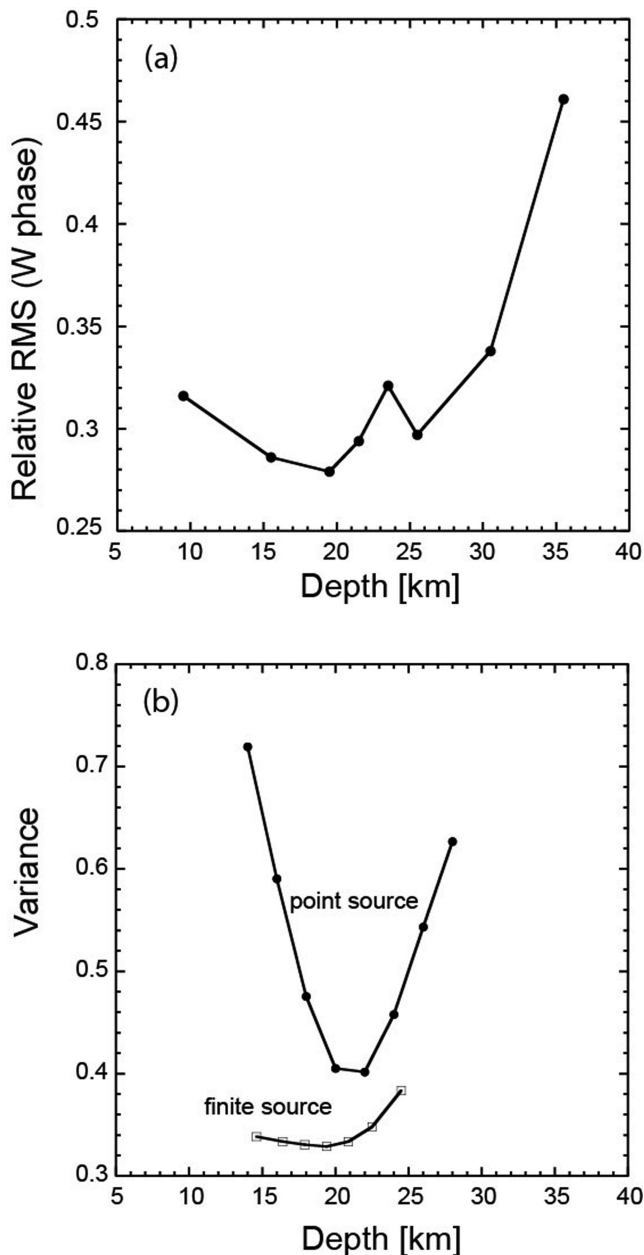 (a)
0.5
0.45
0.4
0.35
0.3
0.25
Relative RMS (W phase)
5 10 15 20 25 30 35 40
Depth [km]
(b)
0.8
0.7
0.6
0.5
0.4
0.3
Variance
point source
finite source
5 10 15 20 25 30 35 40
Depth [km]